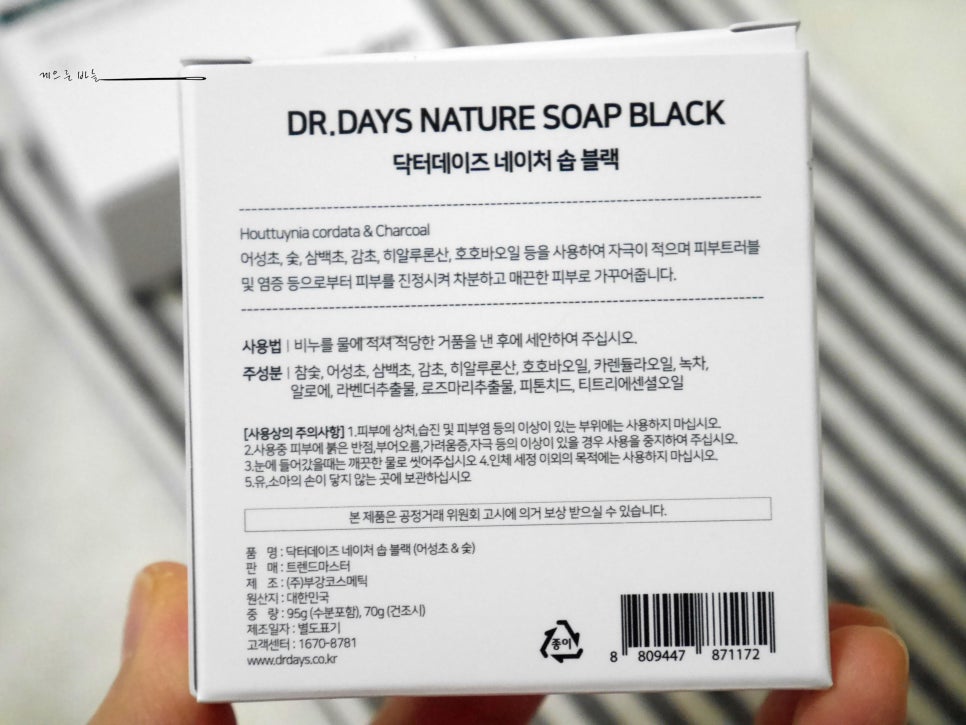 게으른 바늘
DR.DAYS NATURE SOAP BLACK
닥터데이즈 네이처 솝 블랙
Houttuynia cordata & Charcoal
어성초, 숯, 삼백초, 감초, 히알루론산, 호호바오일 등을 사용하여 자극이 적으며 피부트러블
및 염증 등으로부터 피부를 진정시켜 차분하고 매끈한 피부로 가꾸어줍니다.
사용법 | 비누를 물에 적셔 적당한 거품을 낸 후에 세안하여 주십시오.
주성분 | 참숯, 어성초, 삼백초, 감초, 히알루론산, 호호바오일, 카렌듈라오일, 녹차,
알로에, 라벤더추출물, 로즈마리추출물, 피톤치드, 티트리에센셜오일
[사용상의 주의사항] 1.피부에 상처,습진 및 피부염 등의 이상이 있는 부위에는 사용하지 마십시오.
2.사용중 피부에 붉은 반점,부어오름,가려움증,자극 등의 이상이 있을 경우 사용을 중지하여 주십시오.
3.눈에 들어갔을때는 깨끗한 물로 씻어주십시오 4.인체 세정 이외의 목적에는 사용하지 마십시오.
5.유,소아의 손이 닿지 않는 곳에 보관하십시오
본 제품은 공정거래 위원회 고시에 의거 보상 받으실 수 있습니다.
품 명 : 닥터데이즈 네이처 솝 블랙 (어성초 & 숯)
판 매 : 트렌드마스터
제 조 : (주)부강코스메틱
원산지 : 대한민국
중 량 : 95g (수분포함), 70g (건조시)
제조일자 : 별도표기
고객센터 : 1670-8781
www.drdays.co.kr
종이
8 809447 871172